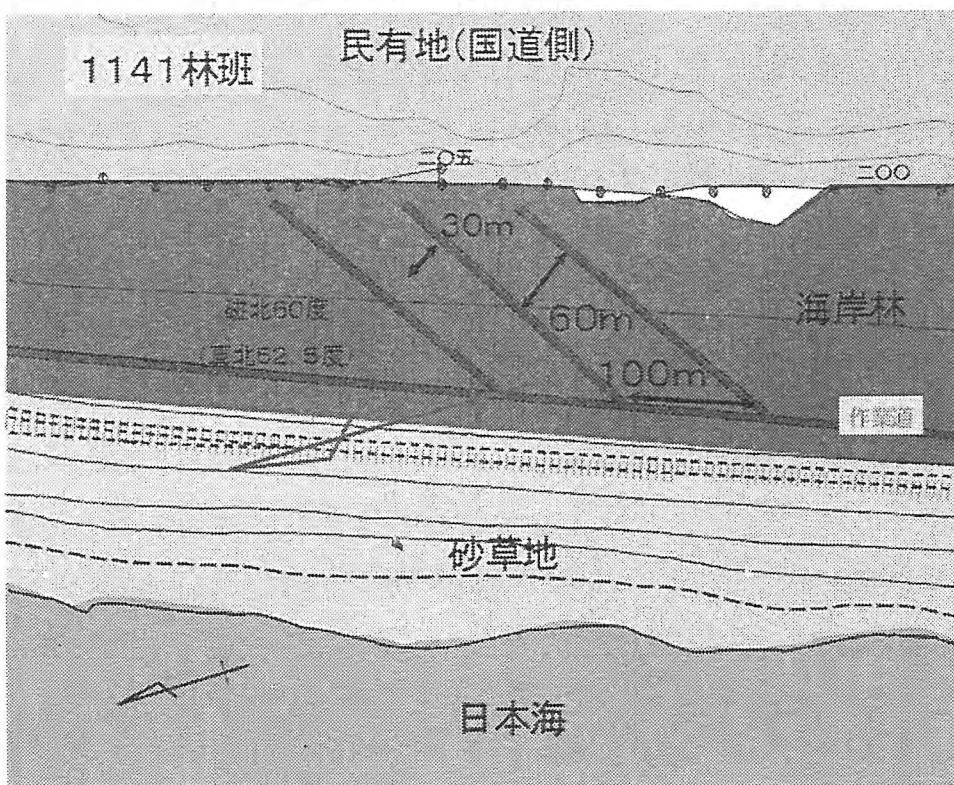 民有地(国道側)
1141林班
二〇五
二〇〇
30m
海岸林
磁北60度
60m
(真北52.5度)
100m
作業道
砂草地
日本海